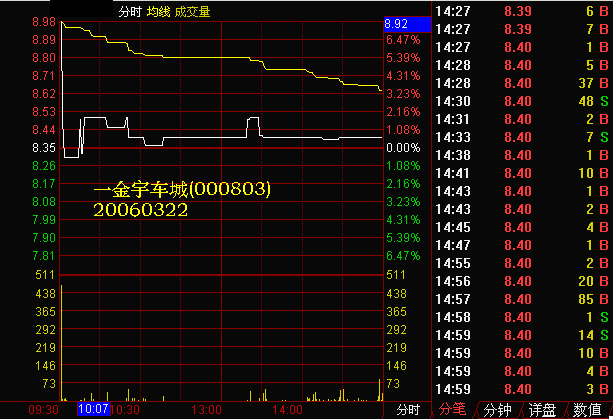 分时 均线 成交量
8.98 8.92
8.89 6.47%
8.80 5.39%
8.71 4.31%
8.62 3.23%
8.53 2.16%
8.44 1.08%
8.35 0.00%
8.26 1.08%
8.17 2.16%
8.08 3.23%
7.99 4.31%
7.90 5.39%
7.81 6.47%
511 511
438 438
365 365
292 292
219 219
146 146
73 73
一金宇车城(000803)
20060322
09:30 10:07 0:30 13:00 14:00 分时
14:27 8.39 6 B
14:27 8.39 7 B
14:27 8.40 1 B
14:28 8.40 5 B
14:28 8.40 37 B
14:30 8.40 48 S
14:31 8.40 2 B
14:33 8.40 7 S
14:38 8.40 1 B
14:41 8.40 10 B
14:43 8.40 1 B
14:43 8.40 2 B
14:45 8.40 4 B
14:47 8.40 1 B
14:55 8.40 2 B
14:56 8.40 20 B
14:57 8.40 85 B
14:58 8.40 1 S
14:59 8.40 14 S
14:59 8.40 10 B
14:59 8.40 4 B
14:59 8.40 3 B
分笔 分钟 详盘 数值